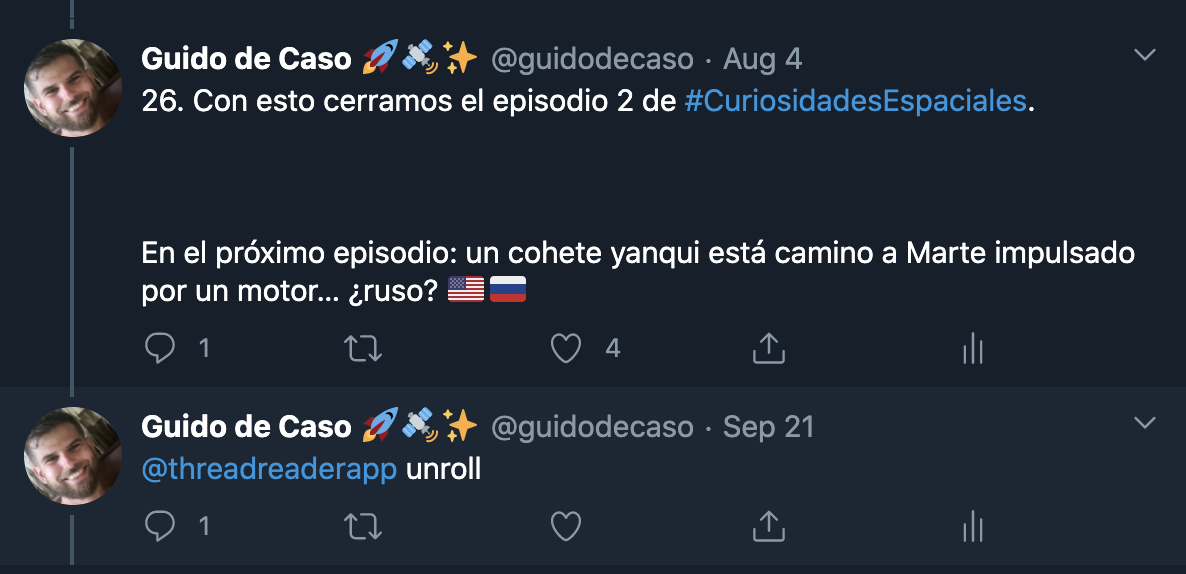 Guido de Caso 🚀🛰️✨ @guidodecaso · Aug 4
26. Con esto cerramos el episodio 2 de #CuriosidadesEspaciales.
En el próximo episodio: un cohete yanqui está camino a Marte impulsado
por un motor... ¿ruso? 🇺🇸🇷🇺
1 4
Guido de Caso 🚀🛰️✨ @guidodecaso · Sep 21
@threadreaderapp unroll
1